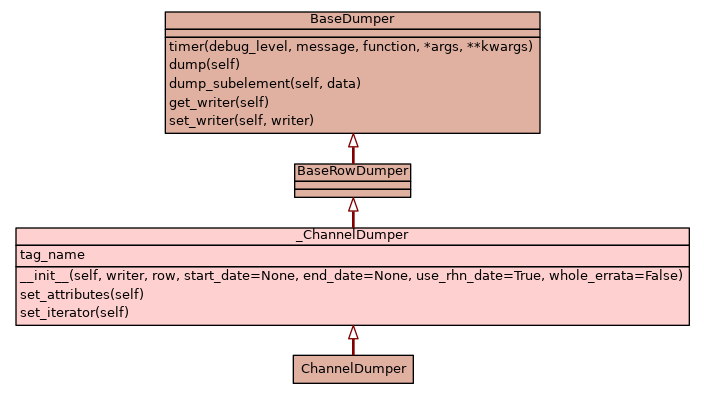 BaseDumper
timer(debug_level, message, function, *args, **kwargs)
dump(self)
dump_subelement(self, data)
get_writer(self)
set_writer(self, writer)
BaseRowDumper
_ChannelDumper
tag_name
__init__(self, writer, row, start_date=None, end_date=None, use_rhn_date=True, whole_errata=False)
set_attributes(self)
set_iterator(self)
ChannelDumper